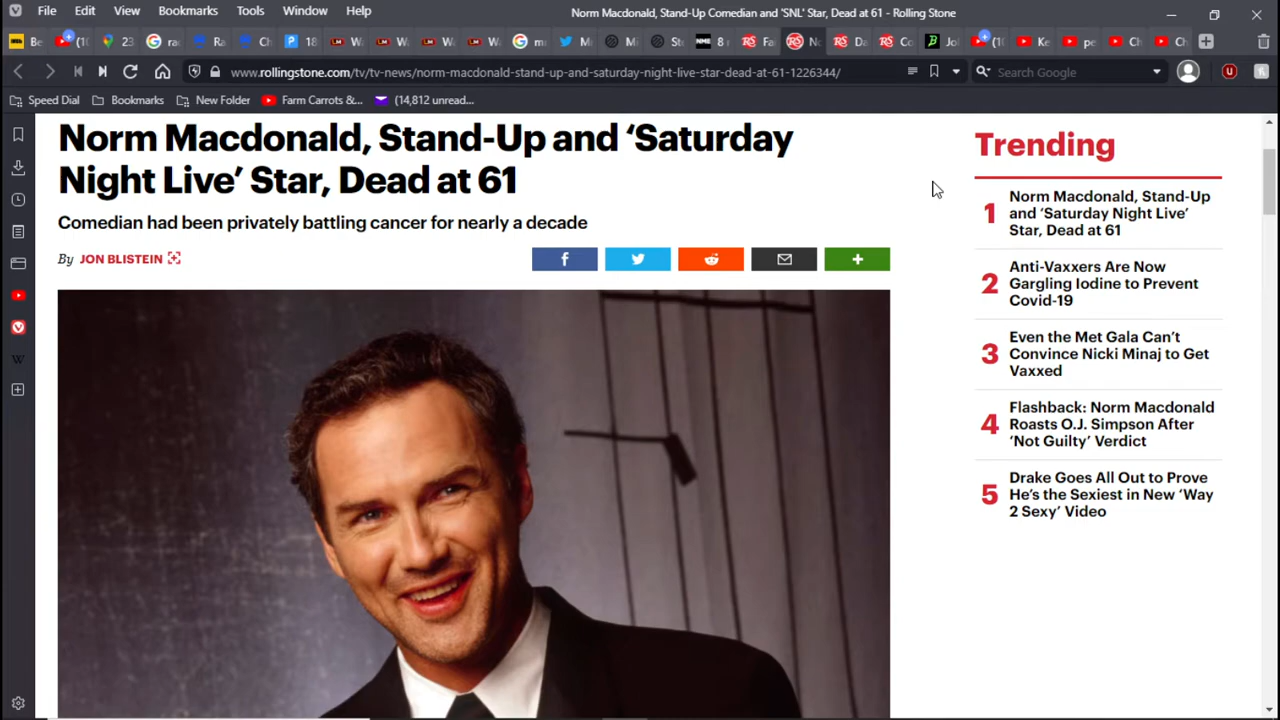 File Edit View Bookmarks Tools Window Help
Norm Macdonald, Stand-Up Comedian and 'SNL' Star, Dead at 61 - Rolling Stone
www.rollingstone.com/tv/tv-news/norm-macdonald-stand-up-and-saturday-night-live-star-dead-at-61-1226344/
Search Google
Speed Dial Bookmarks New Folder Farm Carrots &... (14,812 unread...
Norm Macdonald, Stand-Up and ‘Saturday
Night Live’ Star, Dead at 61
Comedian had been privately battling cancer for nearly a decade
By JON BLISTEIN
Trending
1 Norm Macdonald, Stand-Up
and ‘Saturday Night Live’
Star, Dead at 61
2 Anti-Vaxxers Are Now
Gargling Iodine to Prevent
Covid-19
3 Even the Met Gala Can’t
Convince Nicki Minaj to Get
Vaxxed
4 Flashback: Norm Macdonald
Roasts O.J. Simpson After
‘Not Guilty’ Verdict
5 Drake Goes All Out to Prove
He’s the Sexiest in New ‘Way
2 Sexy’ Video